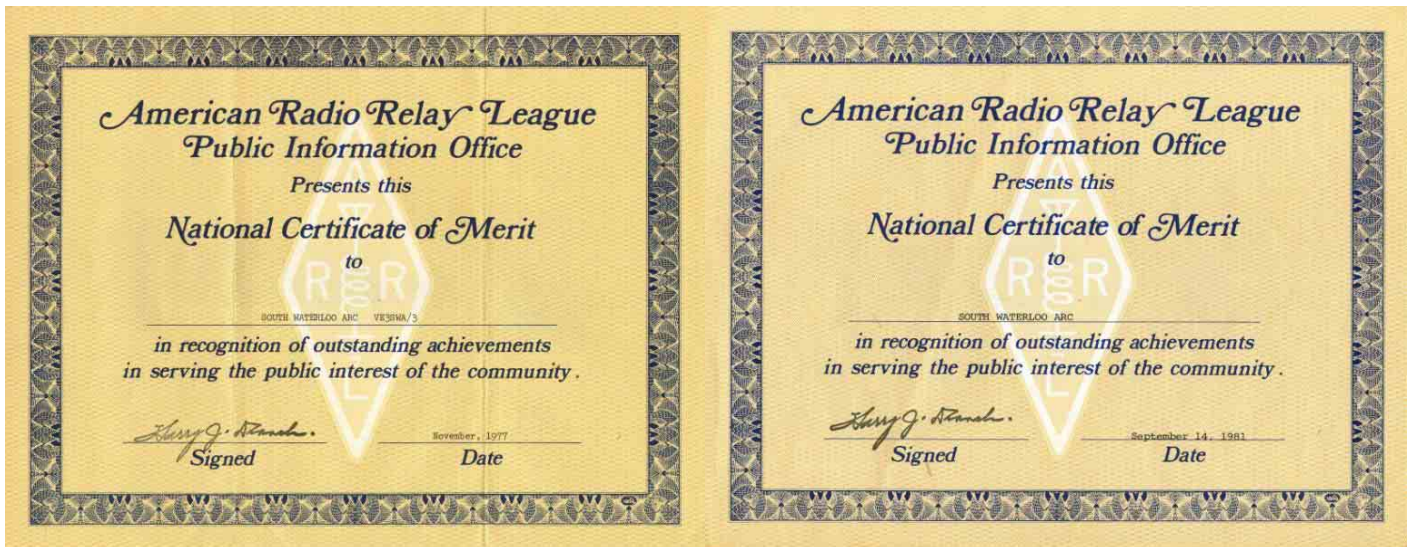 American Radio Relay League
Public Information Office
Presents this
National Certificate of Merit
to
SOUTH WATERLOO ARC VE3SWA/3
in recognition of outstanding achievements
in serving the public interest of the community.
November, 1977
Signed Date
A
R R
R
L
American Radio Relay League
Public Information Office
Presents this
National Certificate of Merit
to
SOUTH WATERLOO ARC
in recognition of outstanding achievements
in serving the public interest of the community.
September 14, 1981
Signed Date
A
R R
L